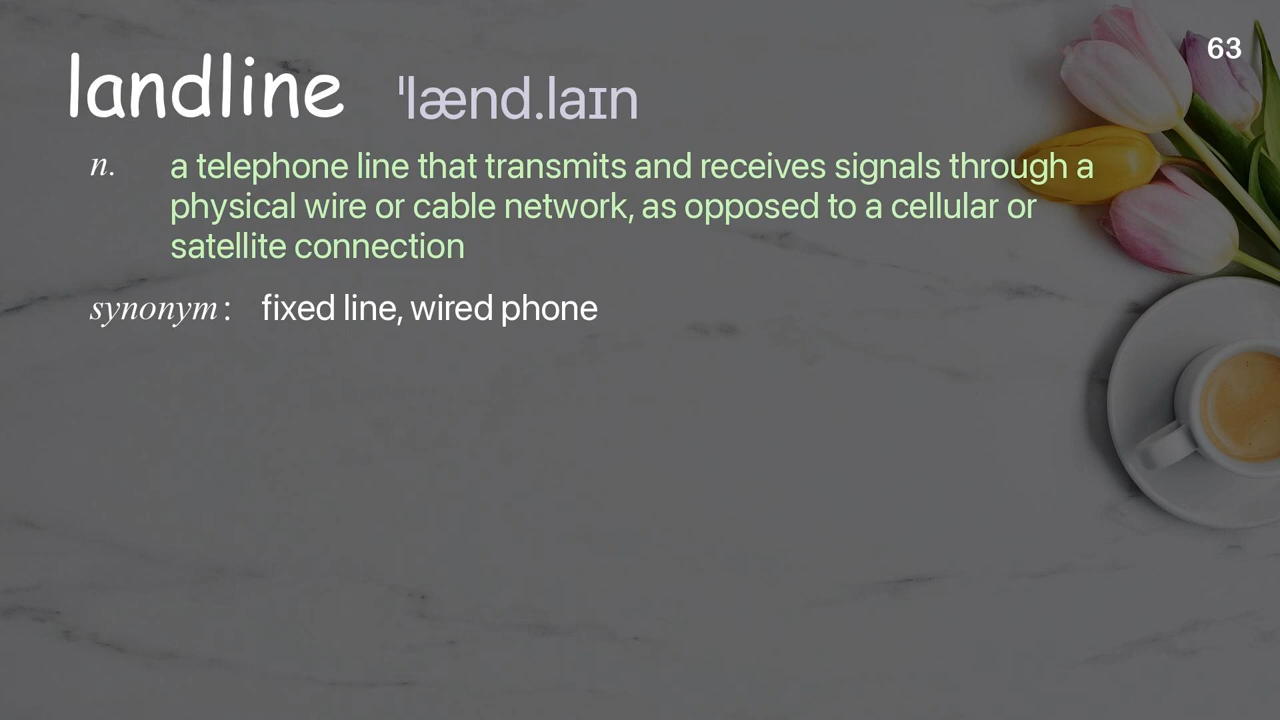 63
landline ˈlænd.laɪn
n. a telephone line that transmits and receives signals through a
physical wire or cable network, as opposed to a cellular or
satellite connection
synonym: fixed line, wired phone